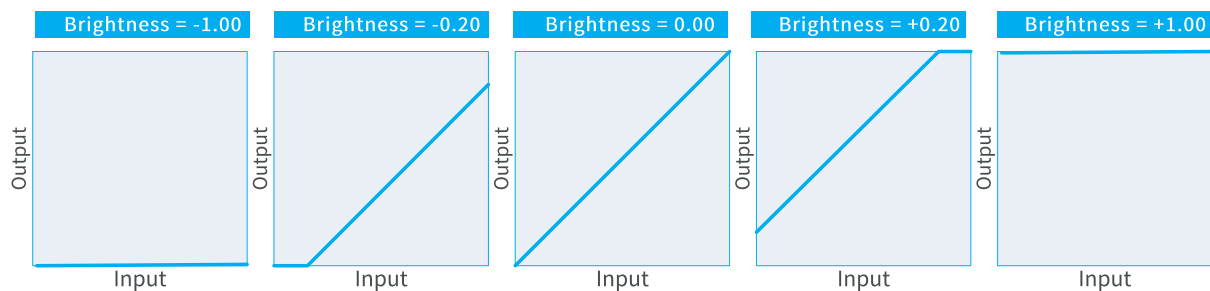 Brightness = -1.00
Brightness = -0.20
Brightness = 0.00
Brightness = +0.20
Brightness = +1.00
Output
Output
Output
Output
Output
Input
Input
Input
Input
Input